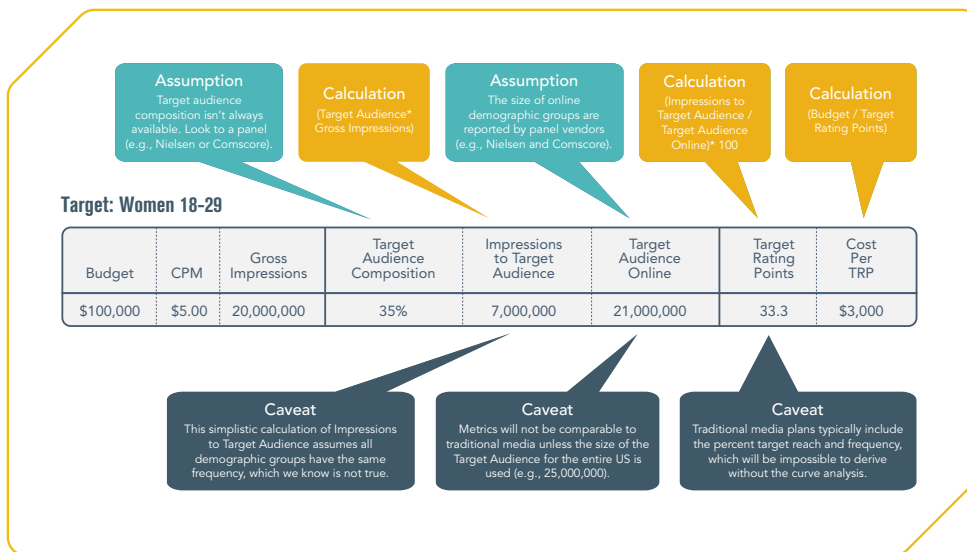 Assumption
Target audience
composition isn't always
available. Look to a panel
(e.g., Nielsen or Comscore).
Calculation
(Target Audience*
Gross Impressions)
Assumption
The size of online
demographic groups are
reported by panel vendors
(e.g., Nielsen and Comscore).
Calculation
(Impressions to
Target Audience /
Target Audience
Online)* 100
Calculation
(Budget / Target
Rating Points)
Target: Women 18-29
Budget
CPM
Gross
Impressions
Target
Audience
Composition
Impressions
to Target
Audience
Target
Audience
Online
Target
Rating
Points
Cost
Per
TRP
$100,000 $5.00 20,000,000 35% 7,000,000 21,000,000 33.3 $3,000
Caveat
This simplistic calculation of Impressions
to Target Audience assumes all
demographic groups have the same
frequency, which we know is not true.
Caveat
Metrics will not be comparable to
traditional media unless the size of the
Target Audience for the entire US is
used (e.g., 25,000,000).
Caveat
Traditional media plans typically include
the percent target reach and frequency,
which will be impossible to derive
without the curve analysis.